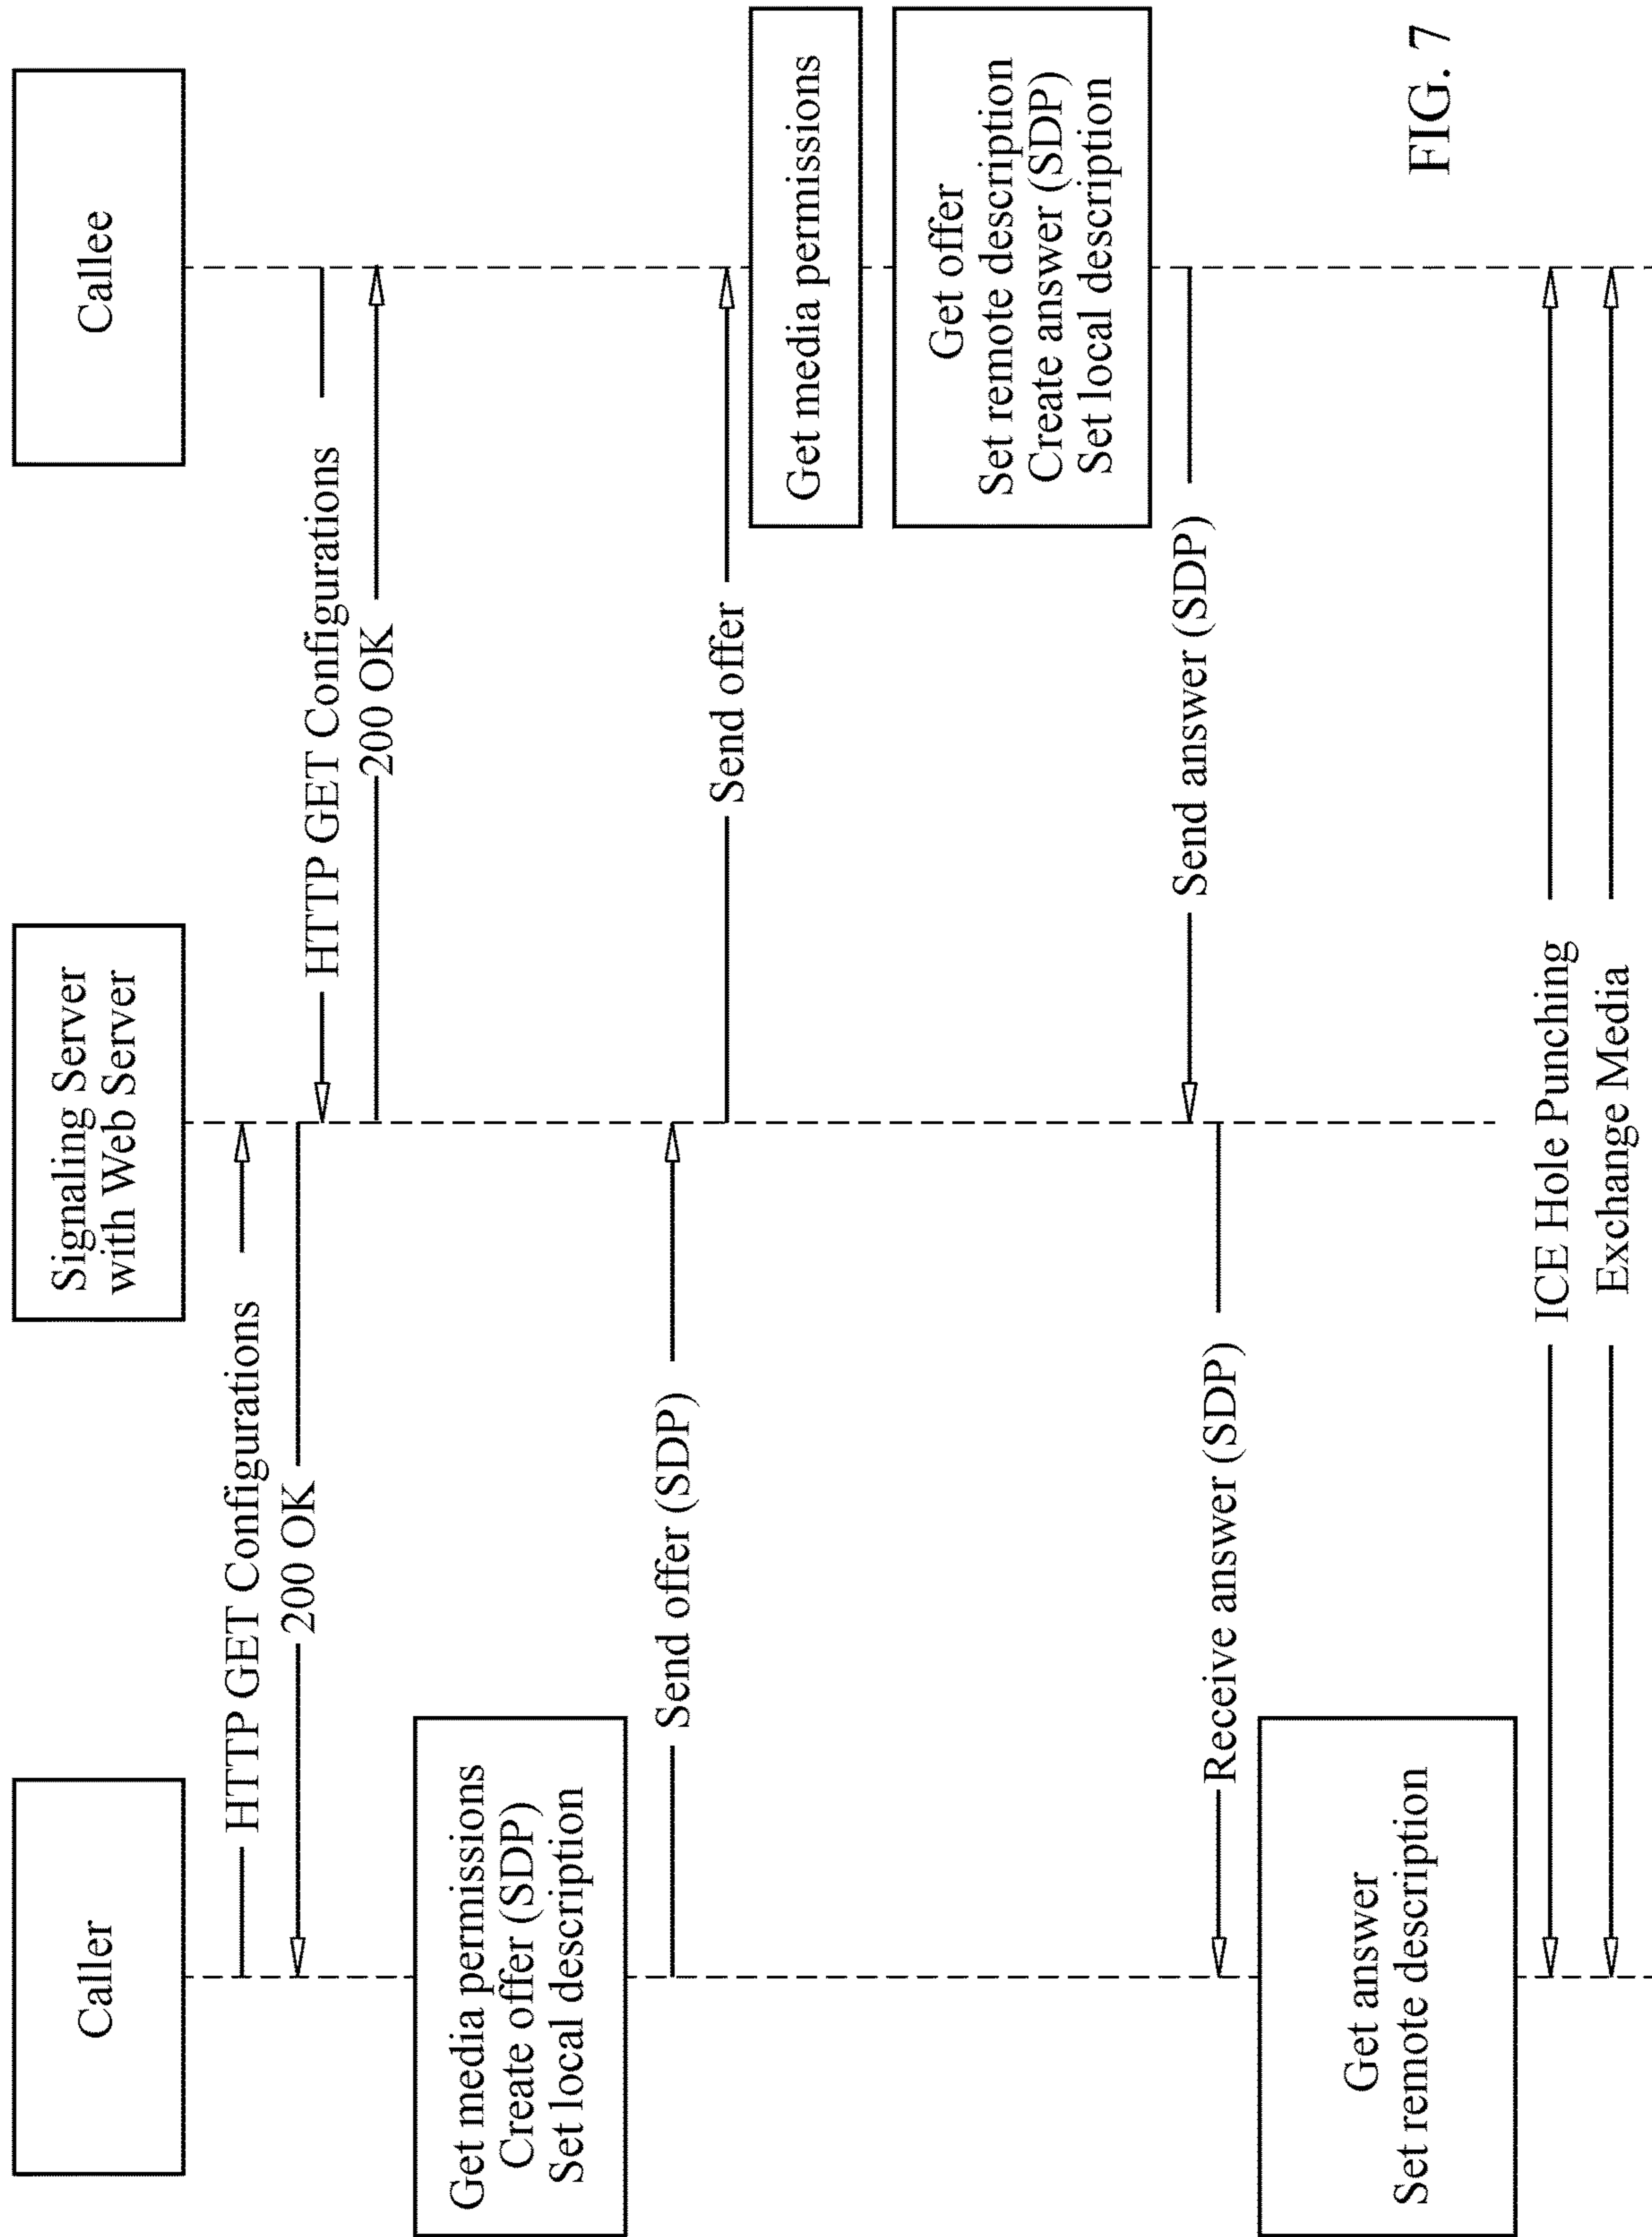 Caller
Signaling Server
with Web Server
Callee
HTTP GET Configurations
200 OK
HTTP GET Configurations
200 OK
Get media permissions
Create offer (SDP)
Set local description
Send offer (SDP)
Send offer
Get media permissions
Get offer
Set remote description
Create answer (SDP)
Set local description
Send answer (SDP)
Receive answer (SDP)
Get answer
Set remote description
ICE Hole Punching
Exchange Media
FIG. 7